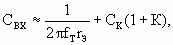 Cвх ≈ 1 / (2πfтrэ) + Cк(1 + К),